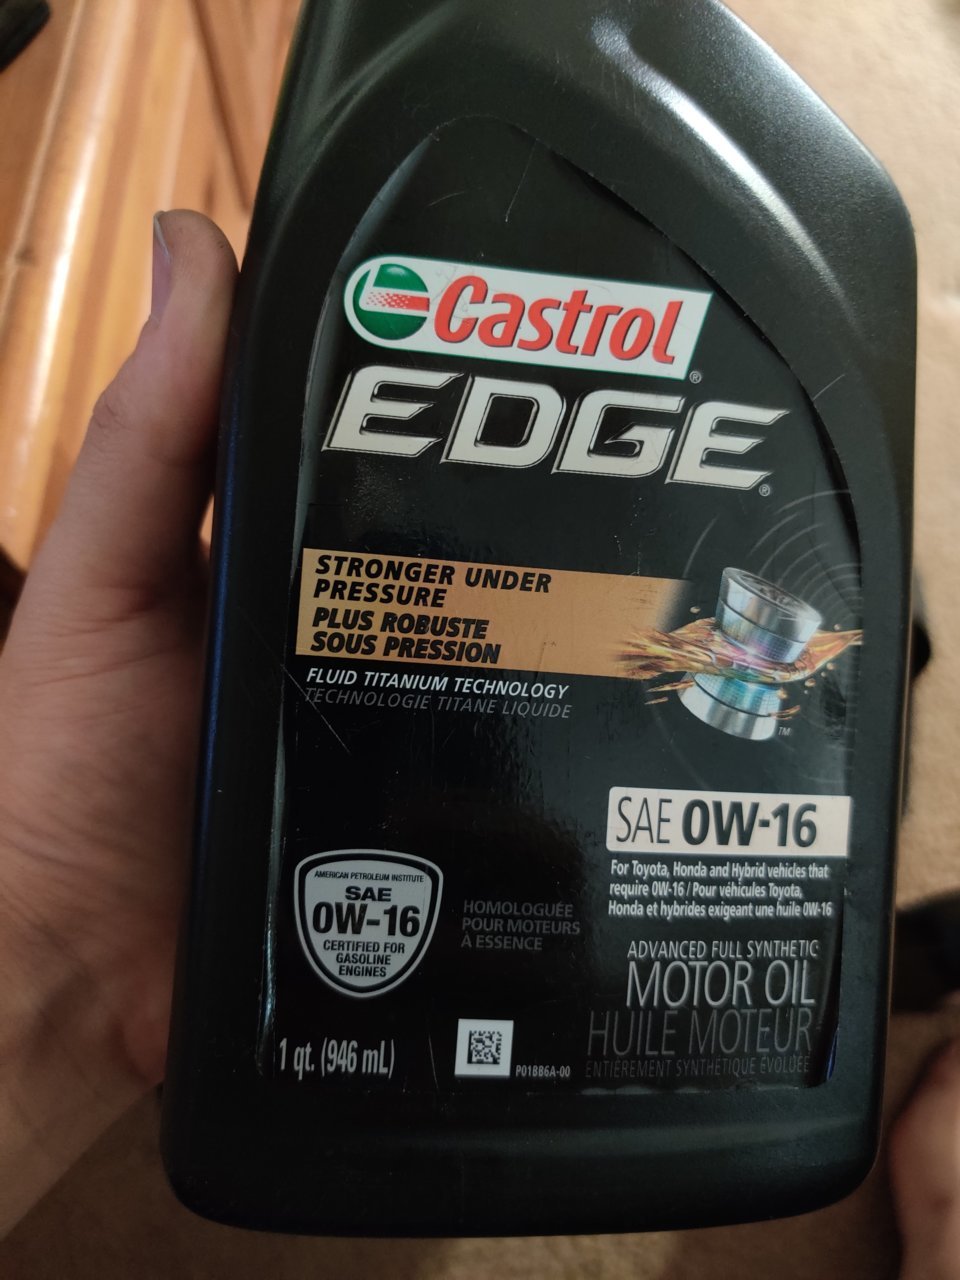 Castrol®
EDGE®
STRONGER UNDER
PRESSURE
PLUS ROBUSTE
SOUS PRESSION
FLUID TITANIUM TECHNOLOGY
TECHNOLOGIE TITANE LIQUIDE
TM
SAE 0W-16
For Toyota, Honda and Hybrid vehicles that
require 0W-16 / Pour véhicules Toyota,
Honda et hybrides exigeant une huile 0W-16
AMERICAN PETROLEUM INSTITUTE
SAE
0W-16
CERTIFIED FOR
GASOLINE
ENGINES
HOMOLOGUÉE
POUR MOTEURS
À ESSENCE
ADVANCED FULL SYNTHETIC
MOTOR OIL
HUILE MOTEUR
ENTIÈREMENT SYNTHÉTIQUE ÉVOLUÉE
1 qt. (946 mL)
P01BB6A-00